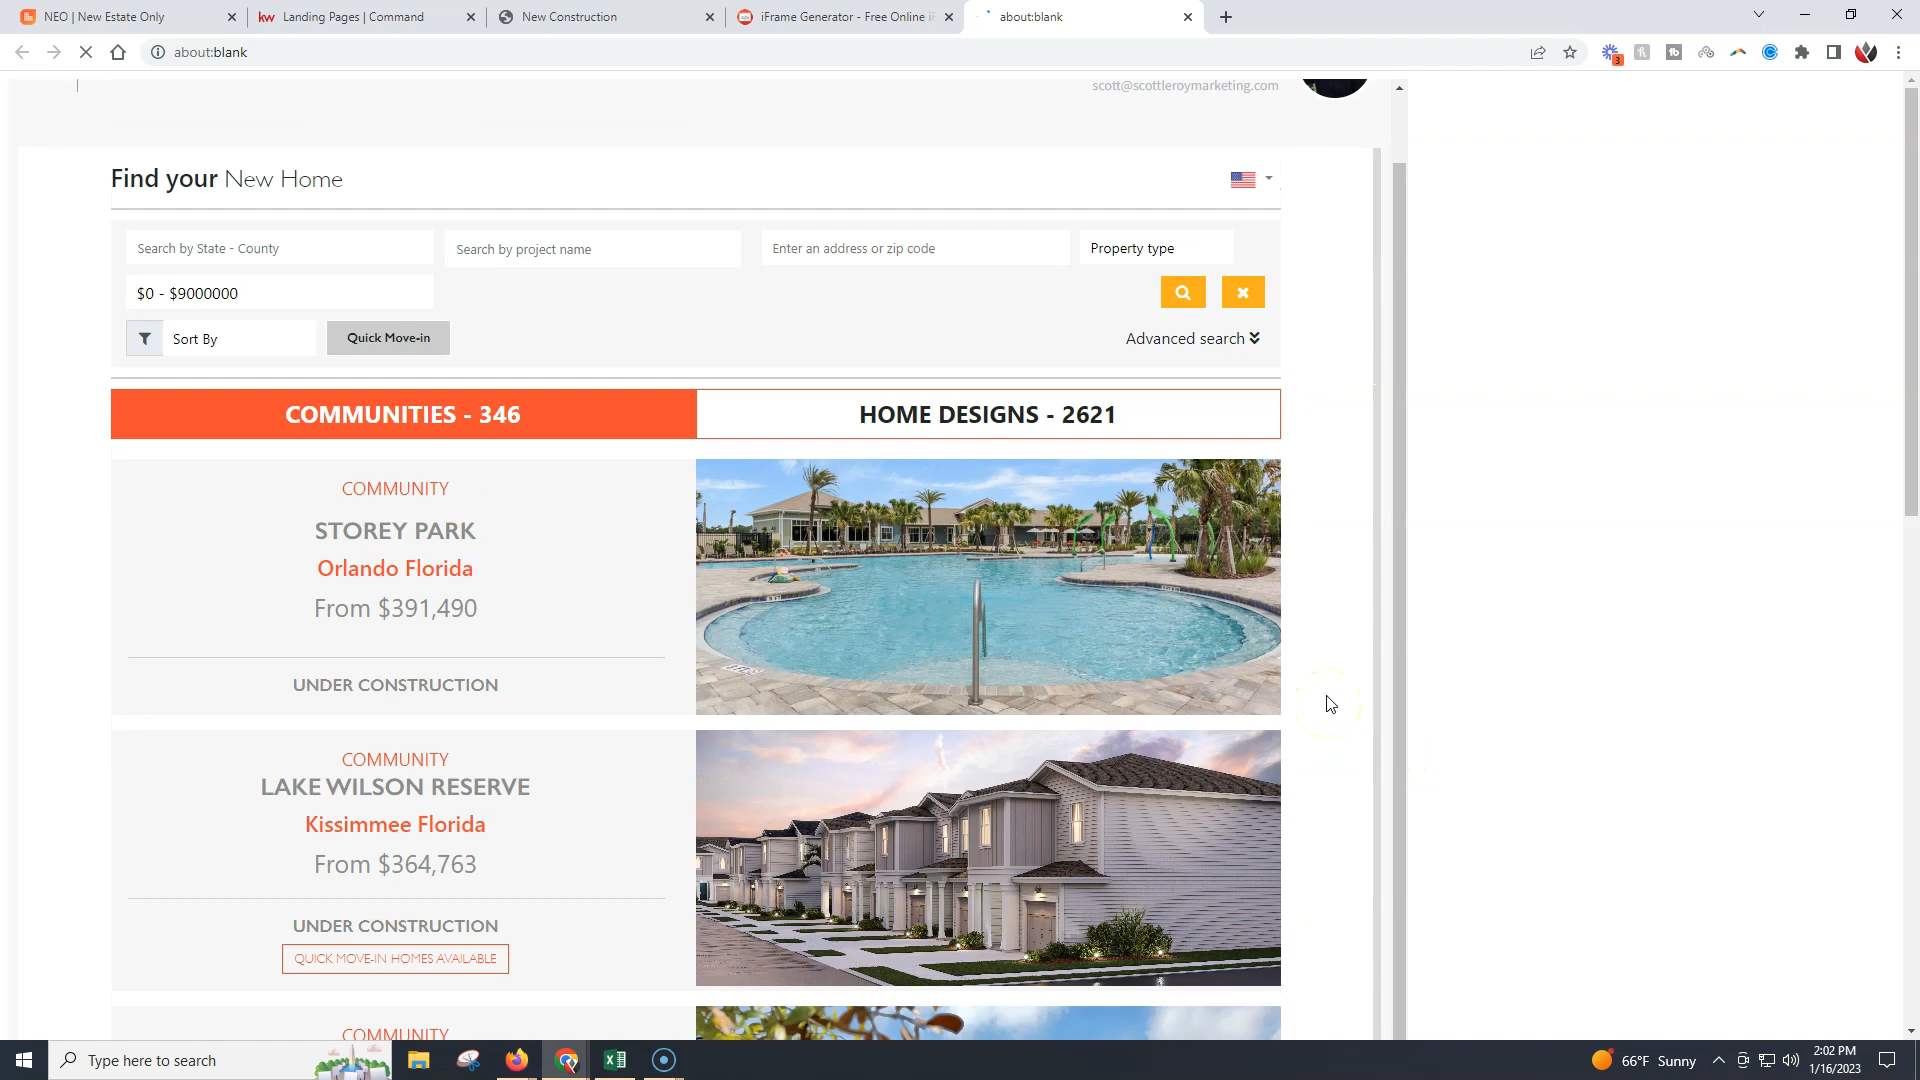 NEO | New Estate Only
kw Landing Pages | Command
New Construction
iFrame Generator - Free Online iF
about:blank
about:blank
3
scott@scottleroymarketing.com
Find your New Home
Search by State - County
Search by project name
Enter an address or zip code
Property type
$0 - $9000000
Sort By
Quick Move-in
Advanced search
COMMUNITIES - 346
HOME DESIGNS - 2621
COMMUNITY
STOREY PARK
Orlando Florida
From $391,490
UNDER CONSTRUCTION
COMMUNITY
LAKE WILSON RESERVE
Kissimmee Florida
From $364,763
UNDER CONSTRUCTION
QUICK MOVE-IN HOMES AVAILABLE
COMMUNITY
Type here to search
66°F Sunny
2:02 PM
1/16/2023